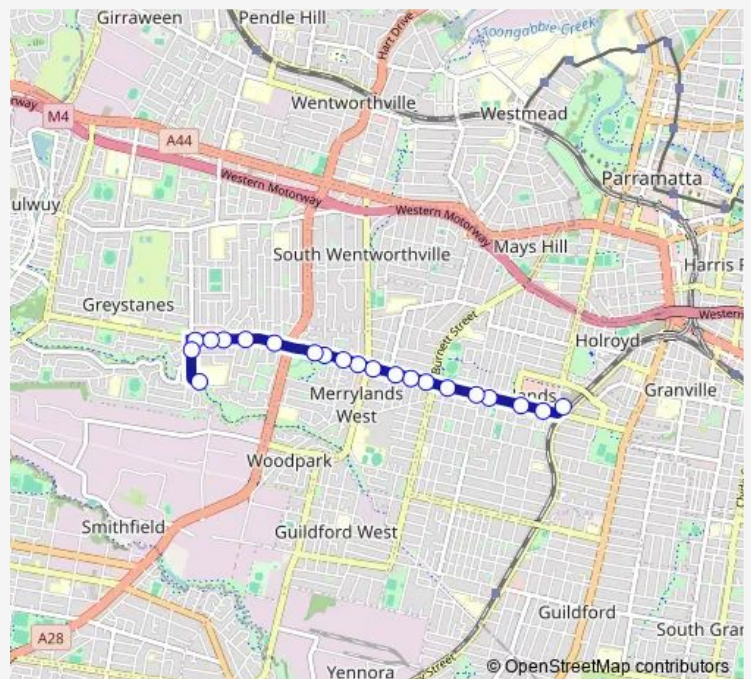 Girraween
Pendle Hill
Hart Drive
Toongabbie Creek
Wentworthville
Westmead
M4
A44
Parramatta
Western Motorway
Western Motorway
ulwuy
South Wentworthville
Mays Hill
Harris P
Greystanes
Western
Burnett Street
Holroyd
Merrylands
West
ands
Granville
Woodpark
Smithfield
Guildford West
Guildford
A28
South Gran
Yennora
Street
© OpenStreetMap contributors